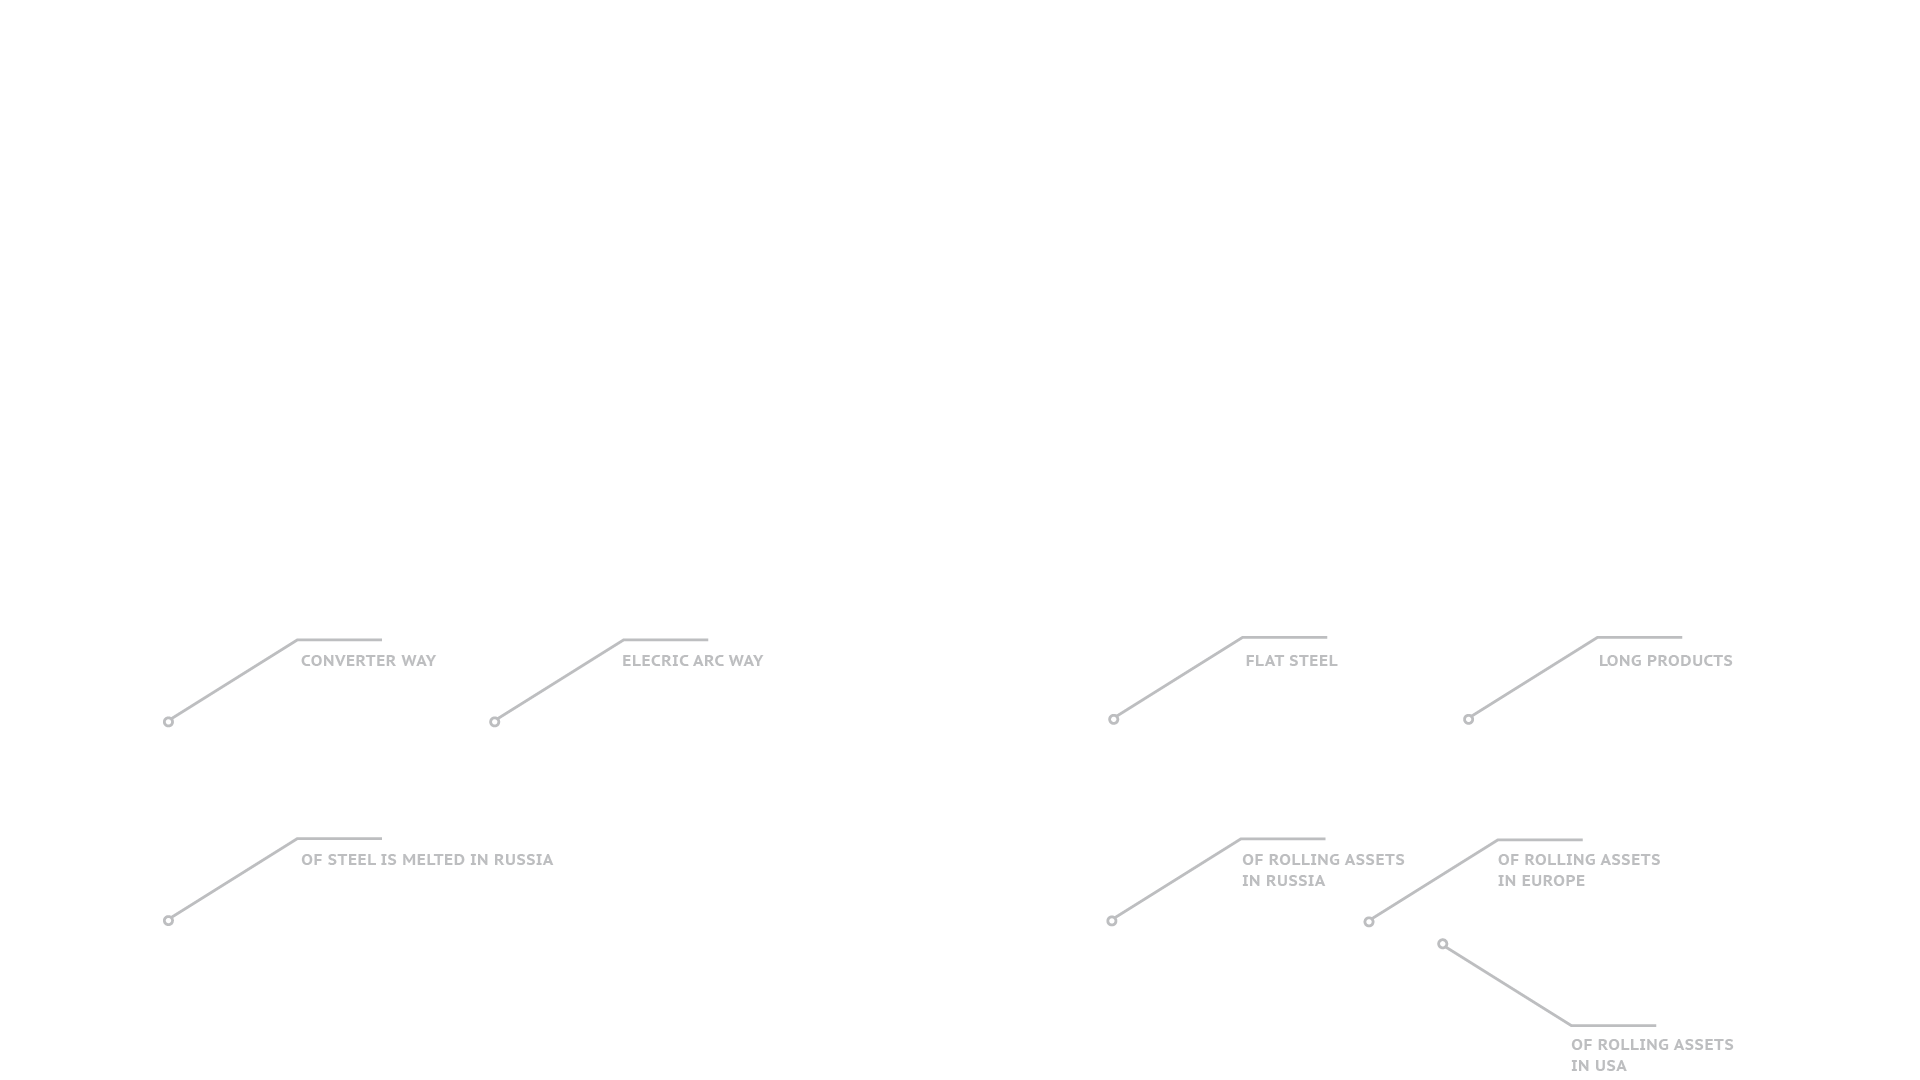 CONVERTER WAY
ELECRIC ARC WAY
FLAT STEEL
LONG PRODUCTS
OF STEEL IS MELTED IN RUSSIA
OF ROLLING ASSETS
IN RUSSIA
OF ROLLING ASSETS
IN EUROPE
OF ROLLING ASSETS
IN USA